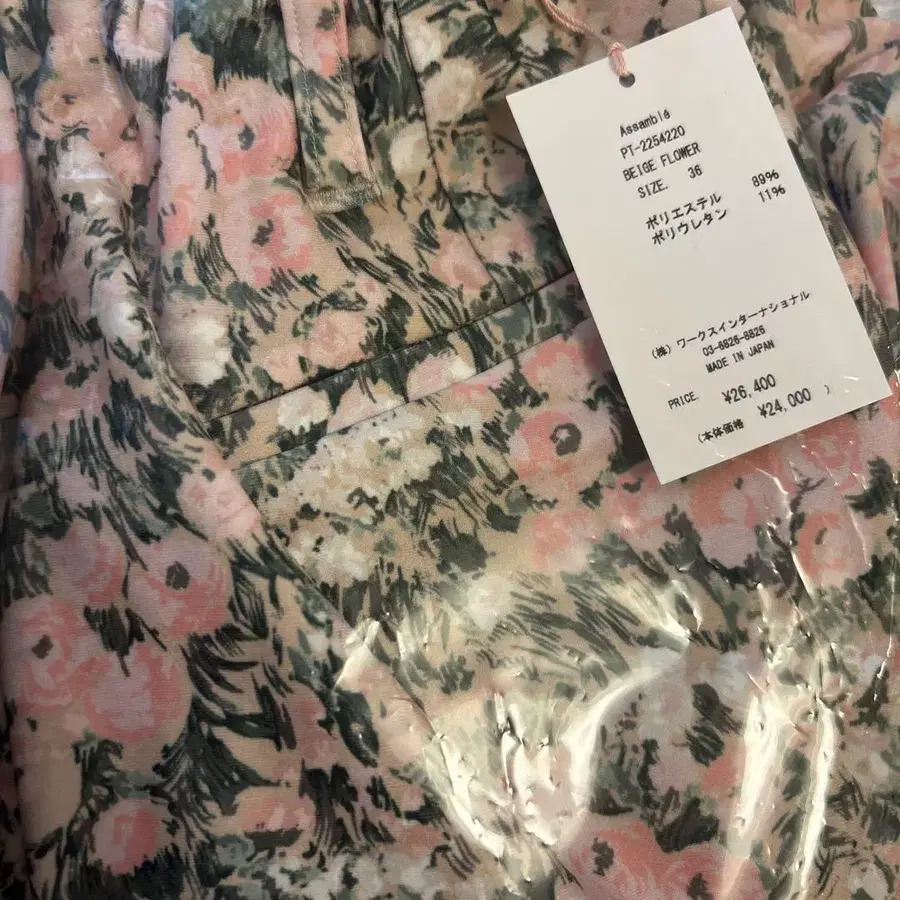 Assamblé
PT-2254220
BEIGE FLOWER
SIZE. 36
ポリエステル 89%
ポリウレタン 11%
(株) ワークスインターナショナル
03-6826-8826
MADE IN JAPAN
PRICE. ¥26,400
(本体価格 ¥24,000 )